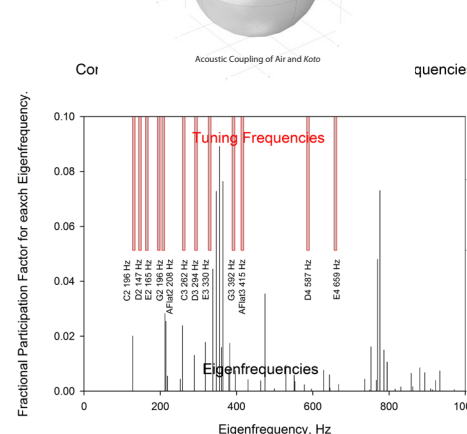 Acoustic Coupling of Air and Koto
Cor
quencie
Fractional Participation Factor for eaxch Eigenfrequency.
0.10
0.08
0.06
0.04
0.02
0.00
Tuning Frequencies
C2 196 Hz
D2 147 Hz
E2 165 Hz
G2 196 Hz
AFlat2 208 Hz
C3 262 Hz
D3 294 Hz
E3 330 Hz
G3 392 Hz
AFlat3 415 Hz
D4 587 Hz
E4 659 Hz
Eigenfrequencies
0 200 400 600 800 100
Eigenfrequency, Hz